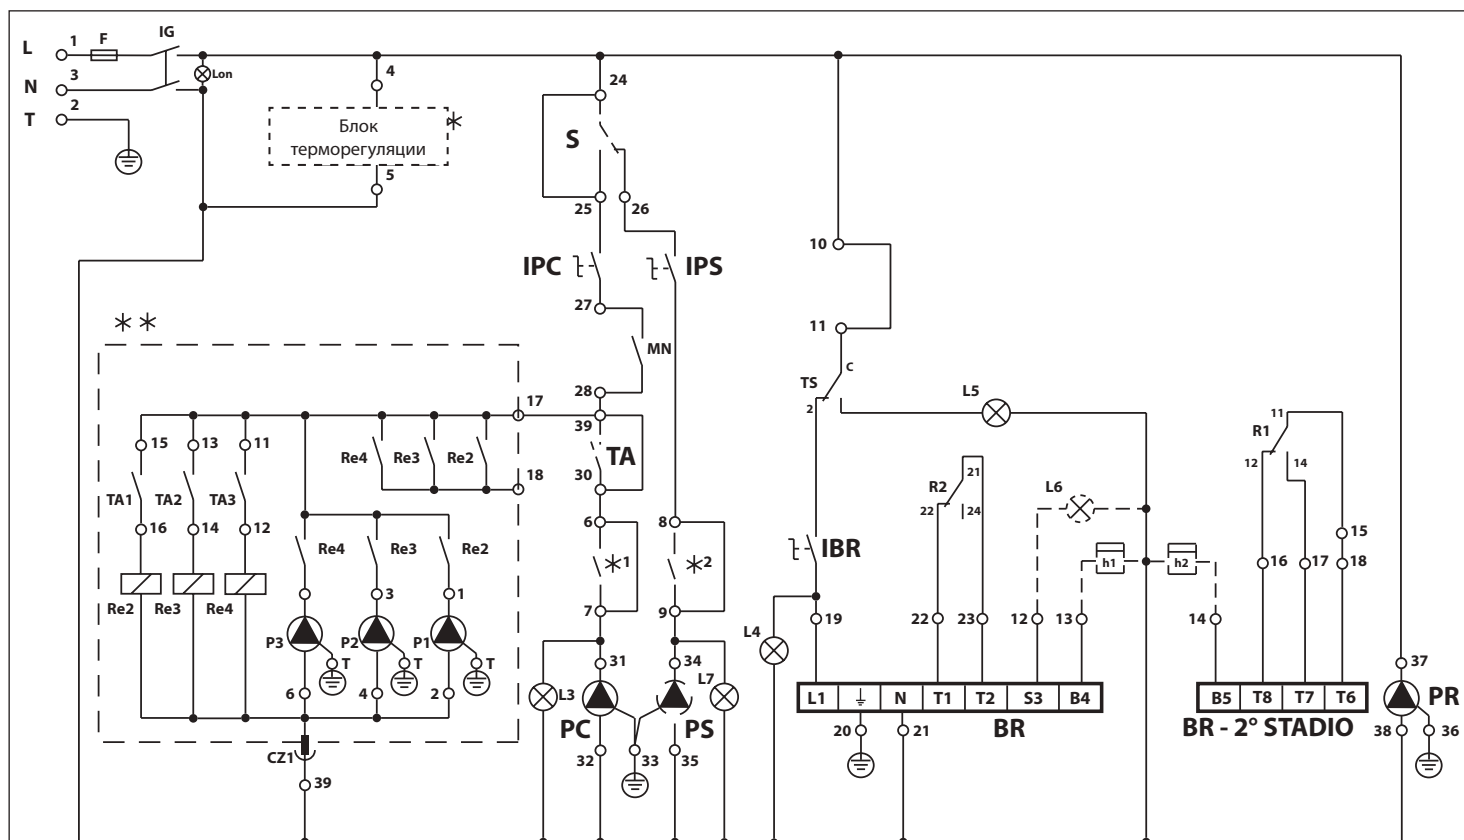 L 1 F IG
Lon
N 3
T 2
4
Блок
терморегуляции
*
5
24
S
25 26
IPC IPS
27
MN
28
39
TA
30
6 8
*1 *2
7 9
31 34
L3 L7
PC PS
32 33 35
* *
17
18
15 13 11
Re4 Re3 Re2
TA1 TA2 TA3
16 14 12
Re4 Re3 Re2
Re2 Re3 Re4
3 1
P3 P2 P1
T T T
6 4 2
CZ1
39
10
11
C
TS
2
L5
IBR
L4
19
R2
21
22 24
L6
h1 h2
22 23 12 13 14
L1 N T1 T2 S3 B4
BR
20 21
R1
11
12 14
15
16 17 18
B5 T8 T7 T6
BR - 2° STADIO
37
PR
38 36